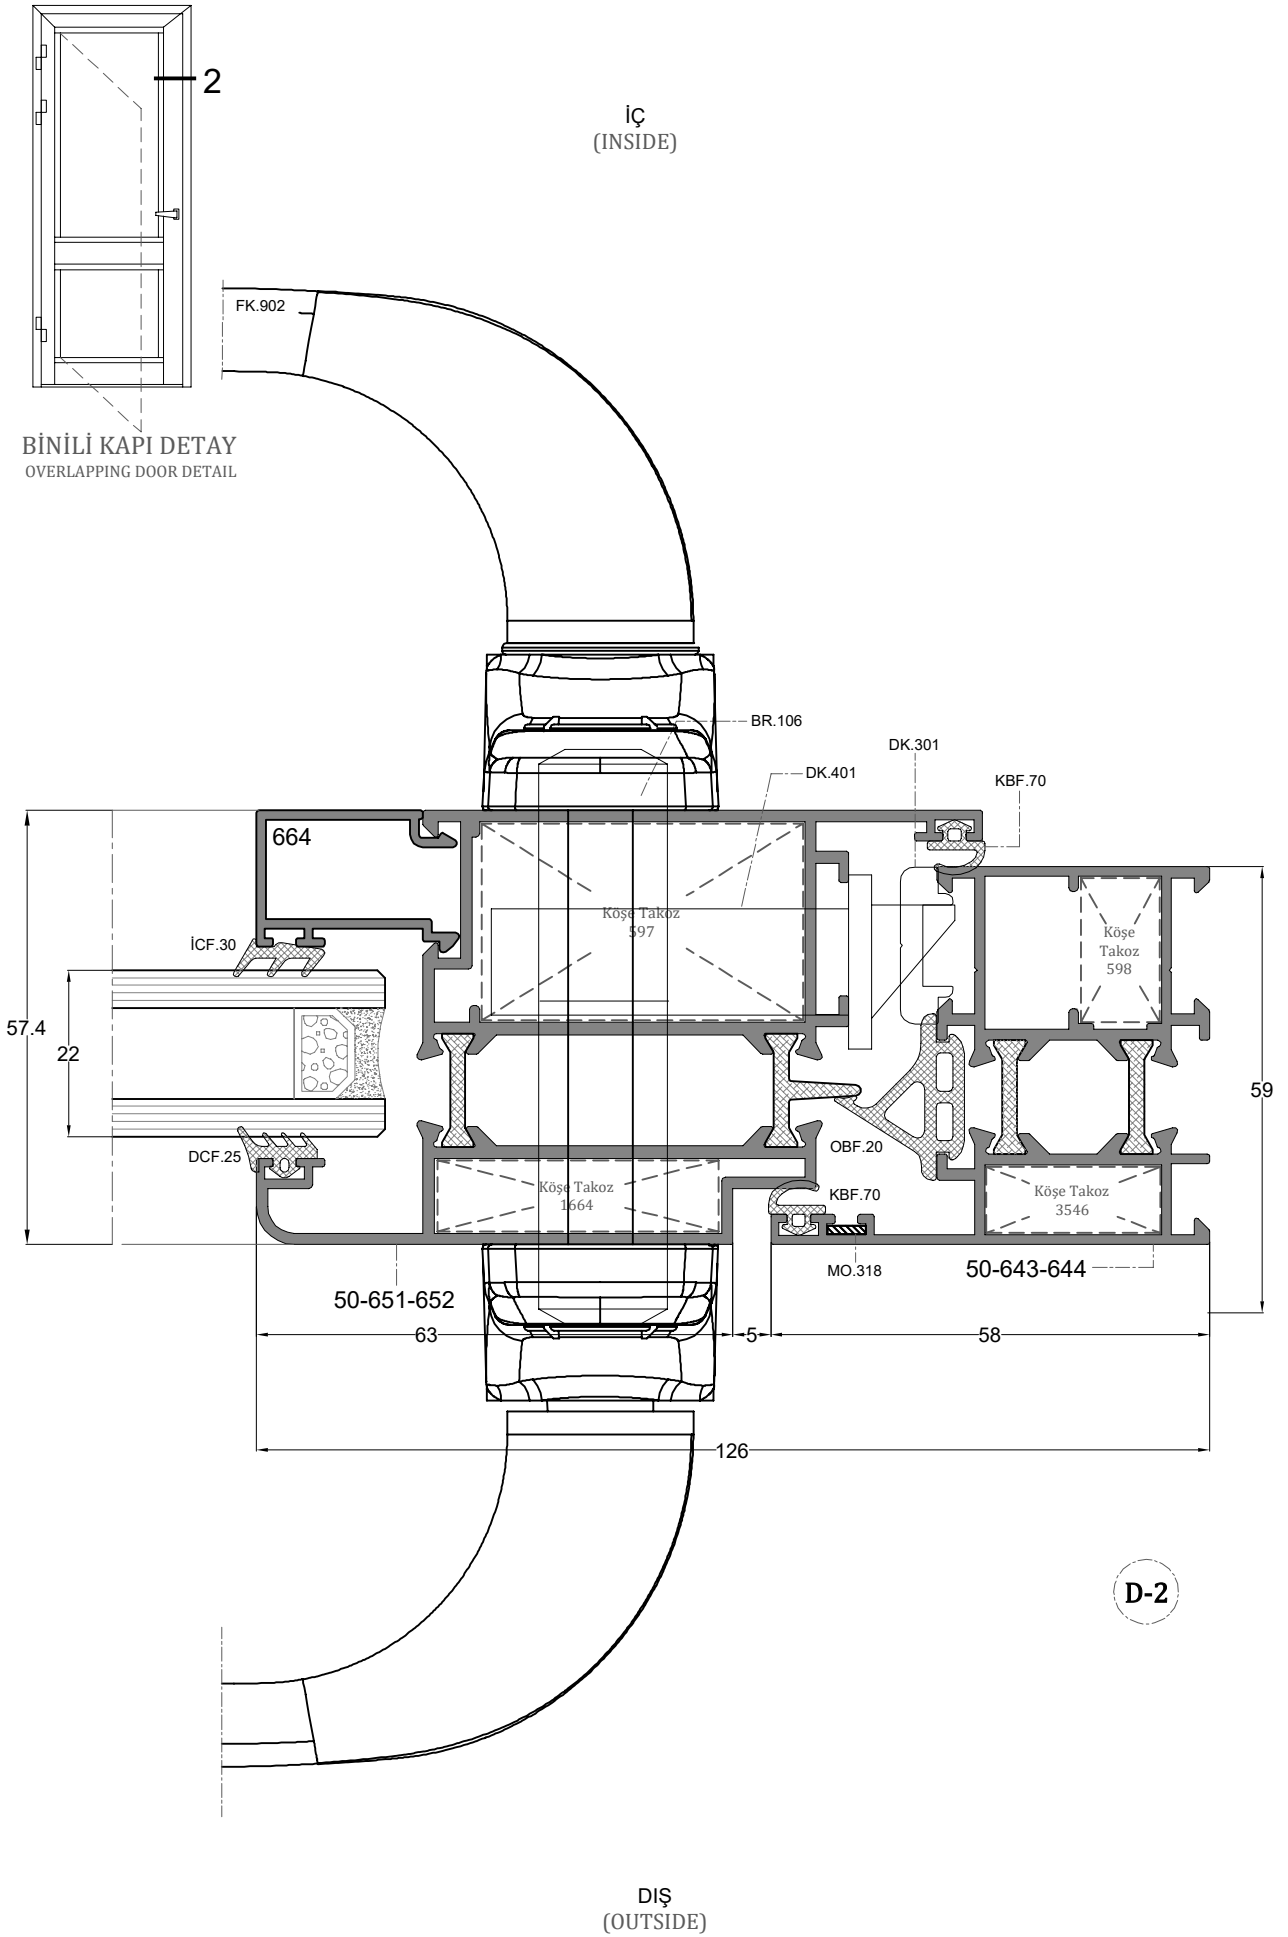 2
İÇ
(INSIDE)
FK.902
BİNİLİ KAPI DETAY
OVERLAPPING DOOR DETAIL
BR.106
DK.401
DK.301
KBF.70
664
İCF.30
Köşe Takoz
597
Köşe
Takoz
598
57.4
22
59
DCF.25
OBF.20
KBF.70
Köşe Takoz
1664
Köşe Takoz
3546
MO.318
50-643-644
50-651-652
63
5
58
126
D-2
DIŞ
(OUTSIDE)